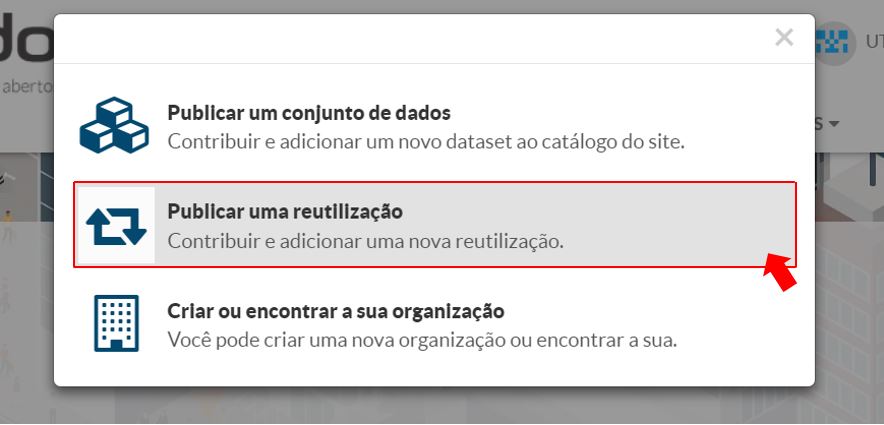 do
abertos
UT
S
×
Publicar um conjunto de dados
Contribuir e adicionar um novo dataset ao catálogo do site.
Publicar uma reutilização
Contribuir e adicionar uma nova reutilização.
Criar ou encontrar a sua organização
Você pode criar uma nova organização ou encontrar a sua.